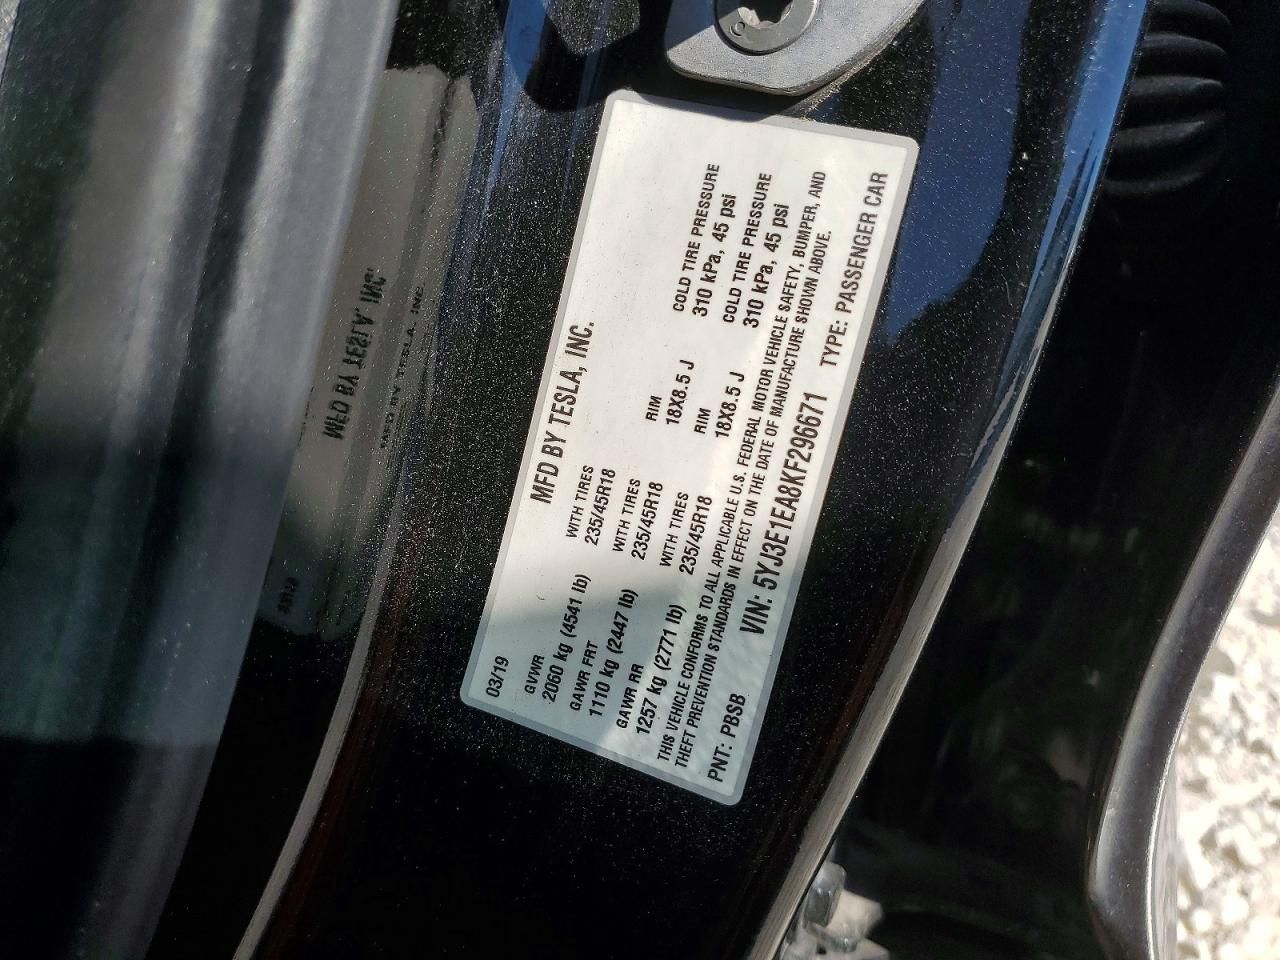 MFD BY TESLA, INC.
03/19
GVWR WITH TIRES RIM COLD TIRE PRESSURE
2060 kg (4541 lb) 235/45R18 18X8.5 J 310 kPa, 45 psi
GAWR FRT WITH TIRES RIM COLD TIRE PRESSURE
1110 kg (2447 lb) 235/45R18 18X8.5 J 310 kPa, 45 psi
GAWR RR WITH TIRES
1257 kg (2771 lb) 235/45R18
THIS VEHICLE CONFORMS TO ALL APPLICABLE U.S. FEDERAL MOTOR VEHICLE SAFETY, BUMPER, AND
THEFT PREVENTION STANDARDS IN EFFECT ON THE DATE OF MANUFACTURE SHOWN ABOVE.
PNT: PBSB VIN: 5YJ3E1EA8KF296671 TYPE: PASSENGER CAR